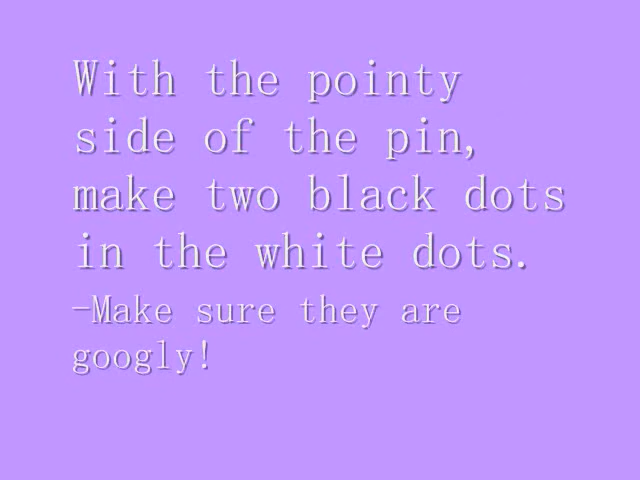 With the pointy
side of the pin,
make two black dots
in the white dots.
-Make sure they are
googly!